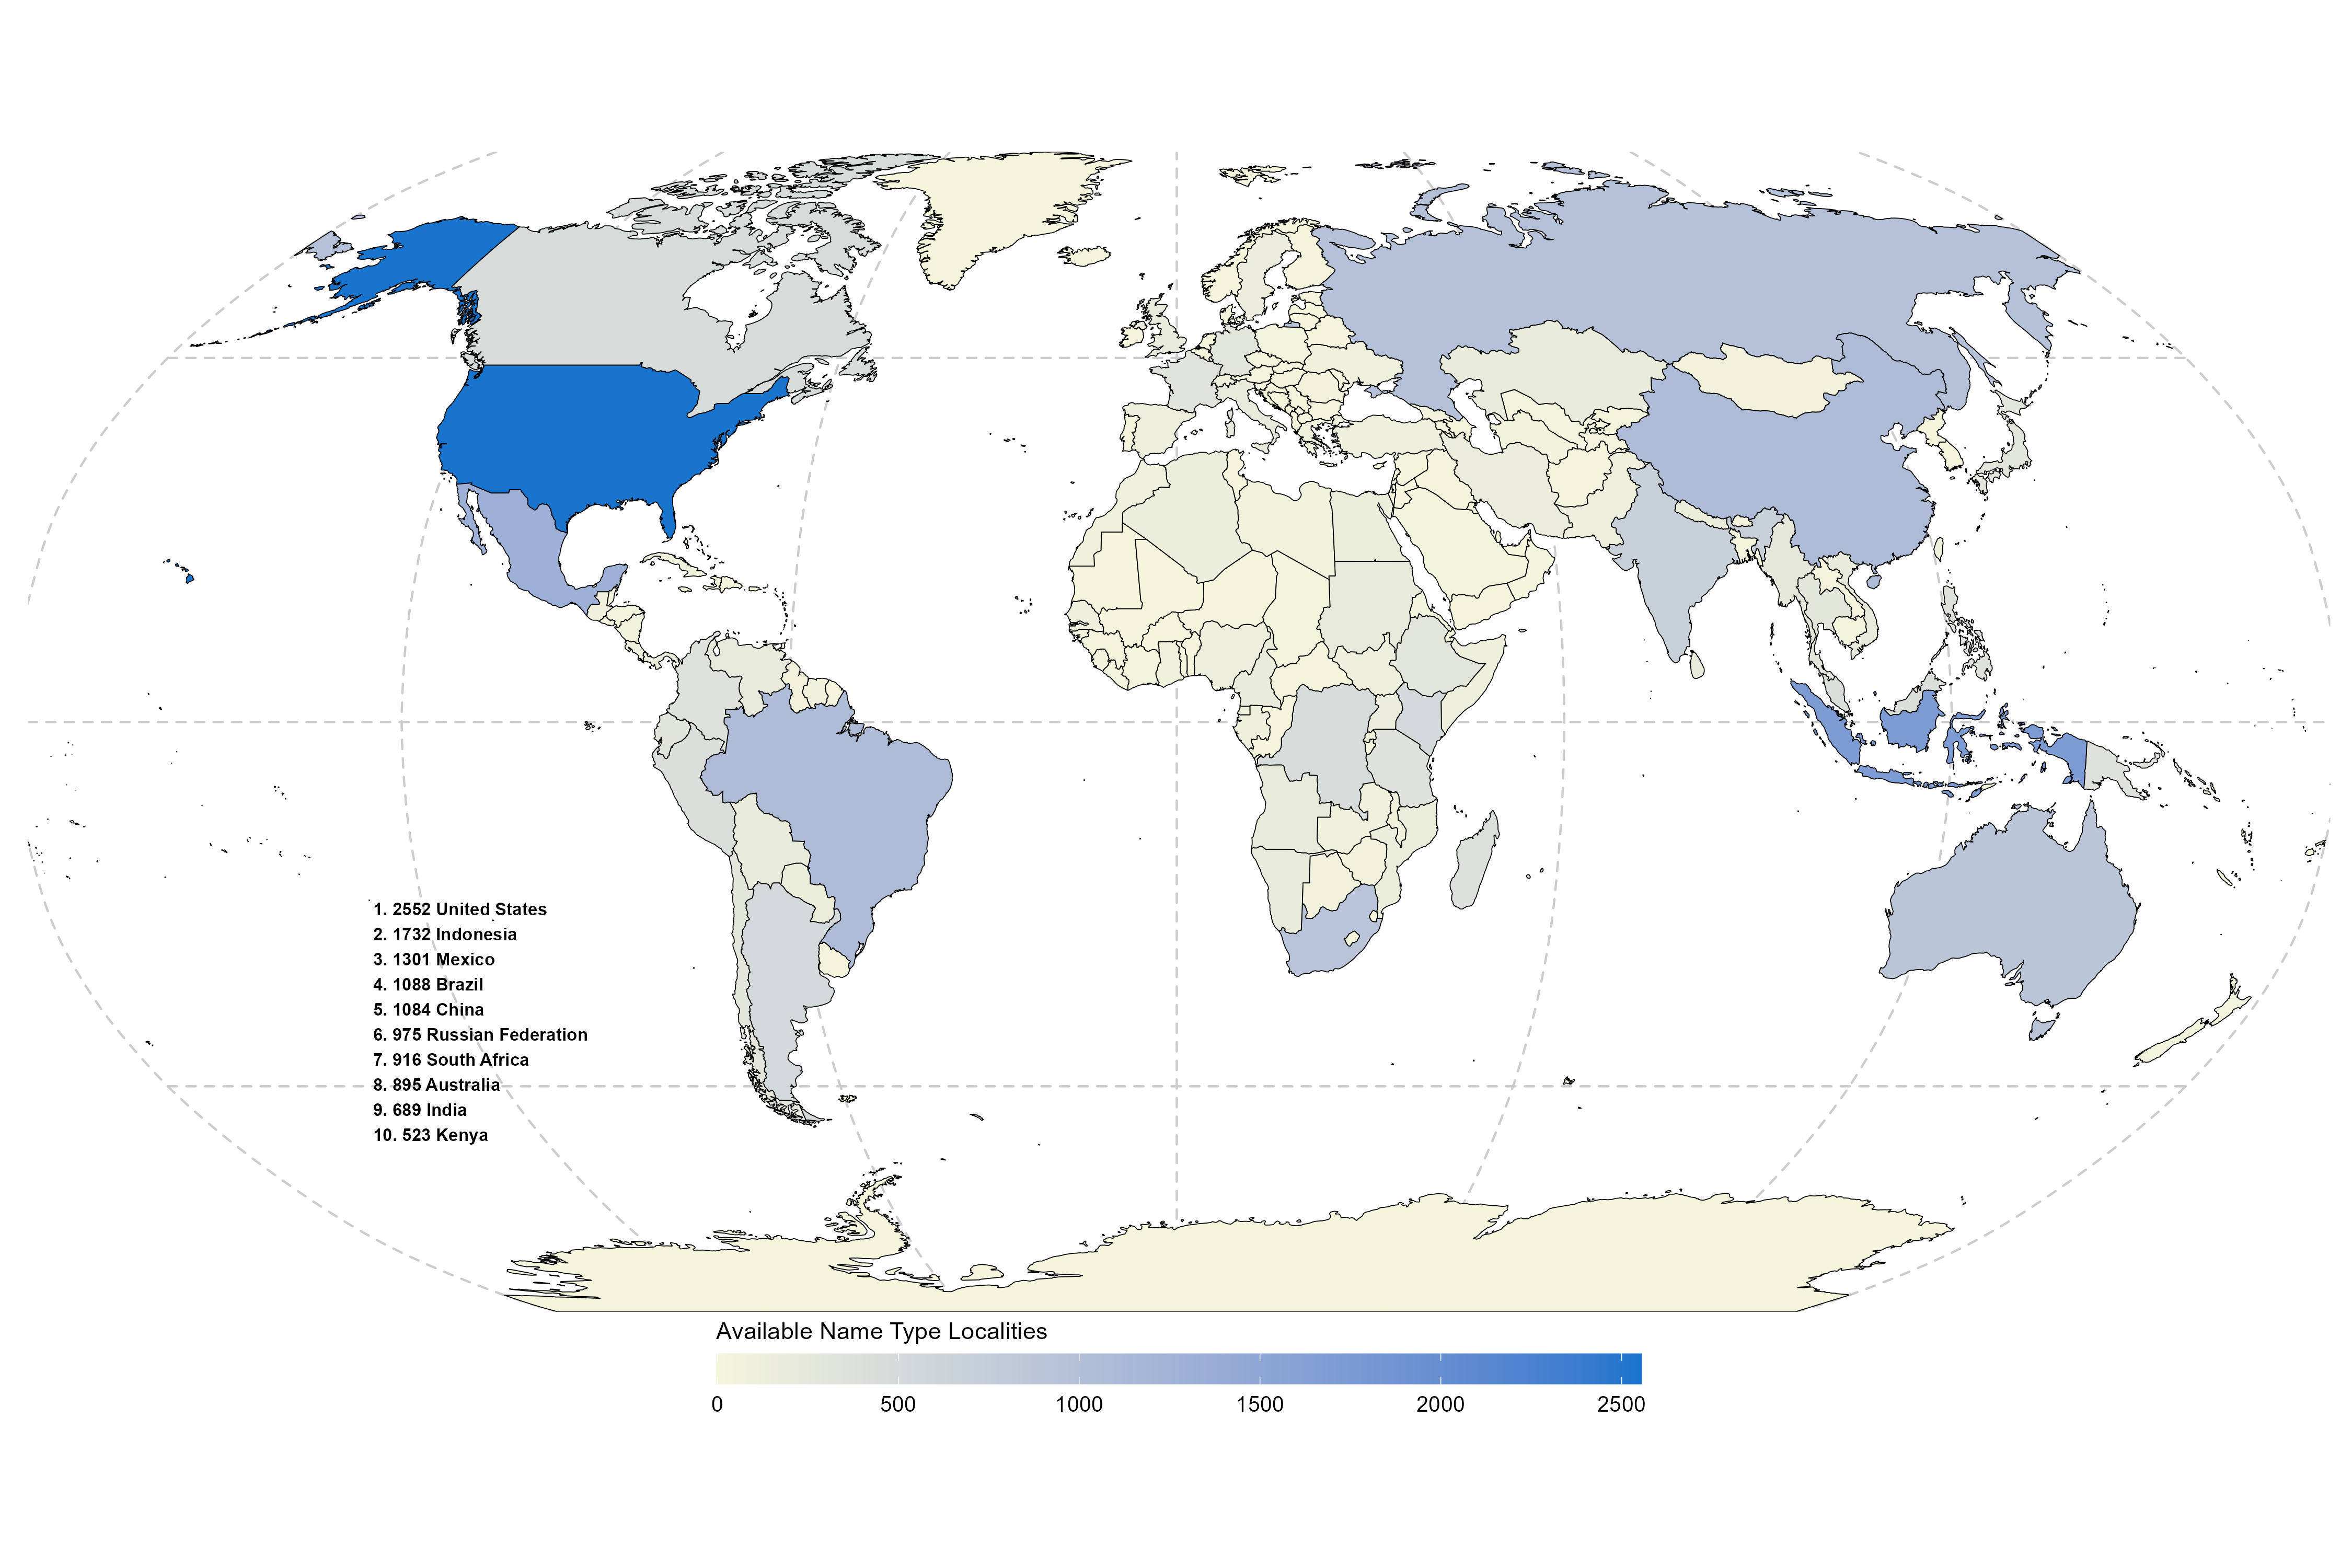 1. 2552 United States
2. 1732 Indonesia
3. 1301 Mexico
4. 1088 Brazil
5. 1084 China
6. 975 Russian Federation
7. 916 South Africa
8. 895 Australia
9. 689 India
10. 523 Kenya
Available Name Type Localities
0 500 1000 1500 2000 2500